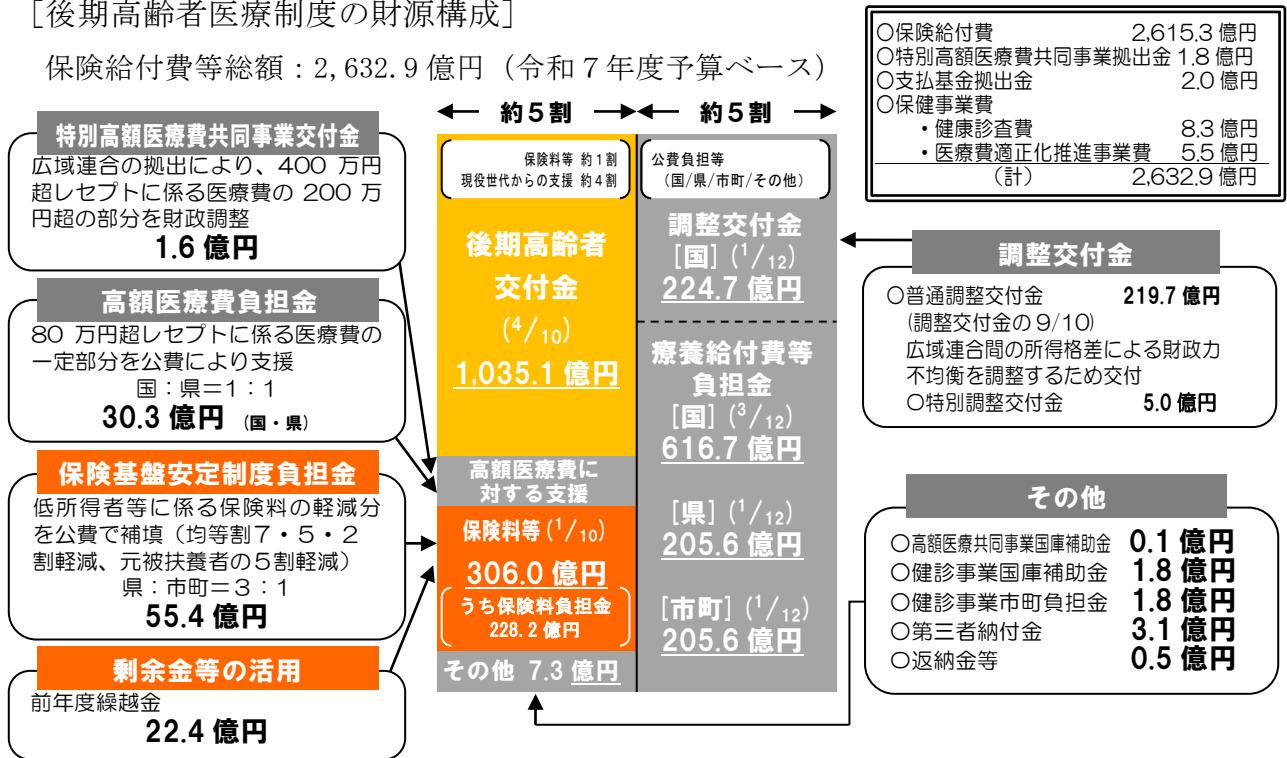 ［後期高齢者医療制度の財源構成］
保険給付費等総額：2,632.9 億円（令和７年度予算ベース）
○保険給付費 2,615.3 億円
○特別高額医療費共同事業拠出金 1.8 億円
○支払基金拠出金 2.0 億円
○保健事業費
・健康診査費 8.3 億円
・医療費適正化推進事業費 5.5 億円
（計） 2,632.9 億円
特別高額医療費共同事業交付金
広域連合の拠出により、400 万円
超レセプトに係る医療費の 200 万
円超の部分を財政調整
1.6 億円
高額医療費負担金
80 万円超レセプトに係る医療費の
一定部分を公費により支援
国：県＝１：１
30.3 億円 （国・県）
保険基盤安定制度負担金
低所得者等に係る保険料の軽減分
を公費で補填（均等割７・５・２
割軽減、元被扶養者の５割軽減）
県：市町＝３：１
55.4 億円
剰余金等の活用
前年度繰越金
22.4 億円
約５割
保険料等 約１割
現役世代からの支援 約４割
後期高齢者
交付金
（4/10）
1,035.1 億円
高額医療費に
対する支援
保険料等（1/10）
306.0 億円
うち保険料負担金
228.2 億円
その他 7.3 億円
約５割
公費負担等
（国/県/市町/その他）
調整交付金
［国］（1/12）
224.7 億円
療養給付費等
負担金
［国］（3/12）
616.7 億円
［県］（1/12）
205.6 億円
［市町］（1/12）
205.6 億円
調整交付金
○普通調整交付金 219.7 億円
(調整交付金の９/10)
広域連合間の所得格差による財政力
不均衡を調整するため交付
○特別調整交付金 5.0 億円
その他
○高額医療共同事業国庫補助金 0.1 億円
○健診事業国庫補助金 1.8 億円
○健診事業市町負担金 1.8 億円
○第三者納付金 3.1 億円
○返納金等 0.5 億円